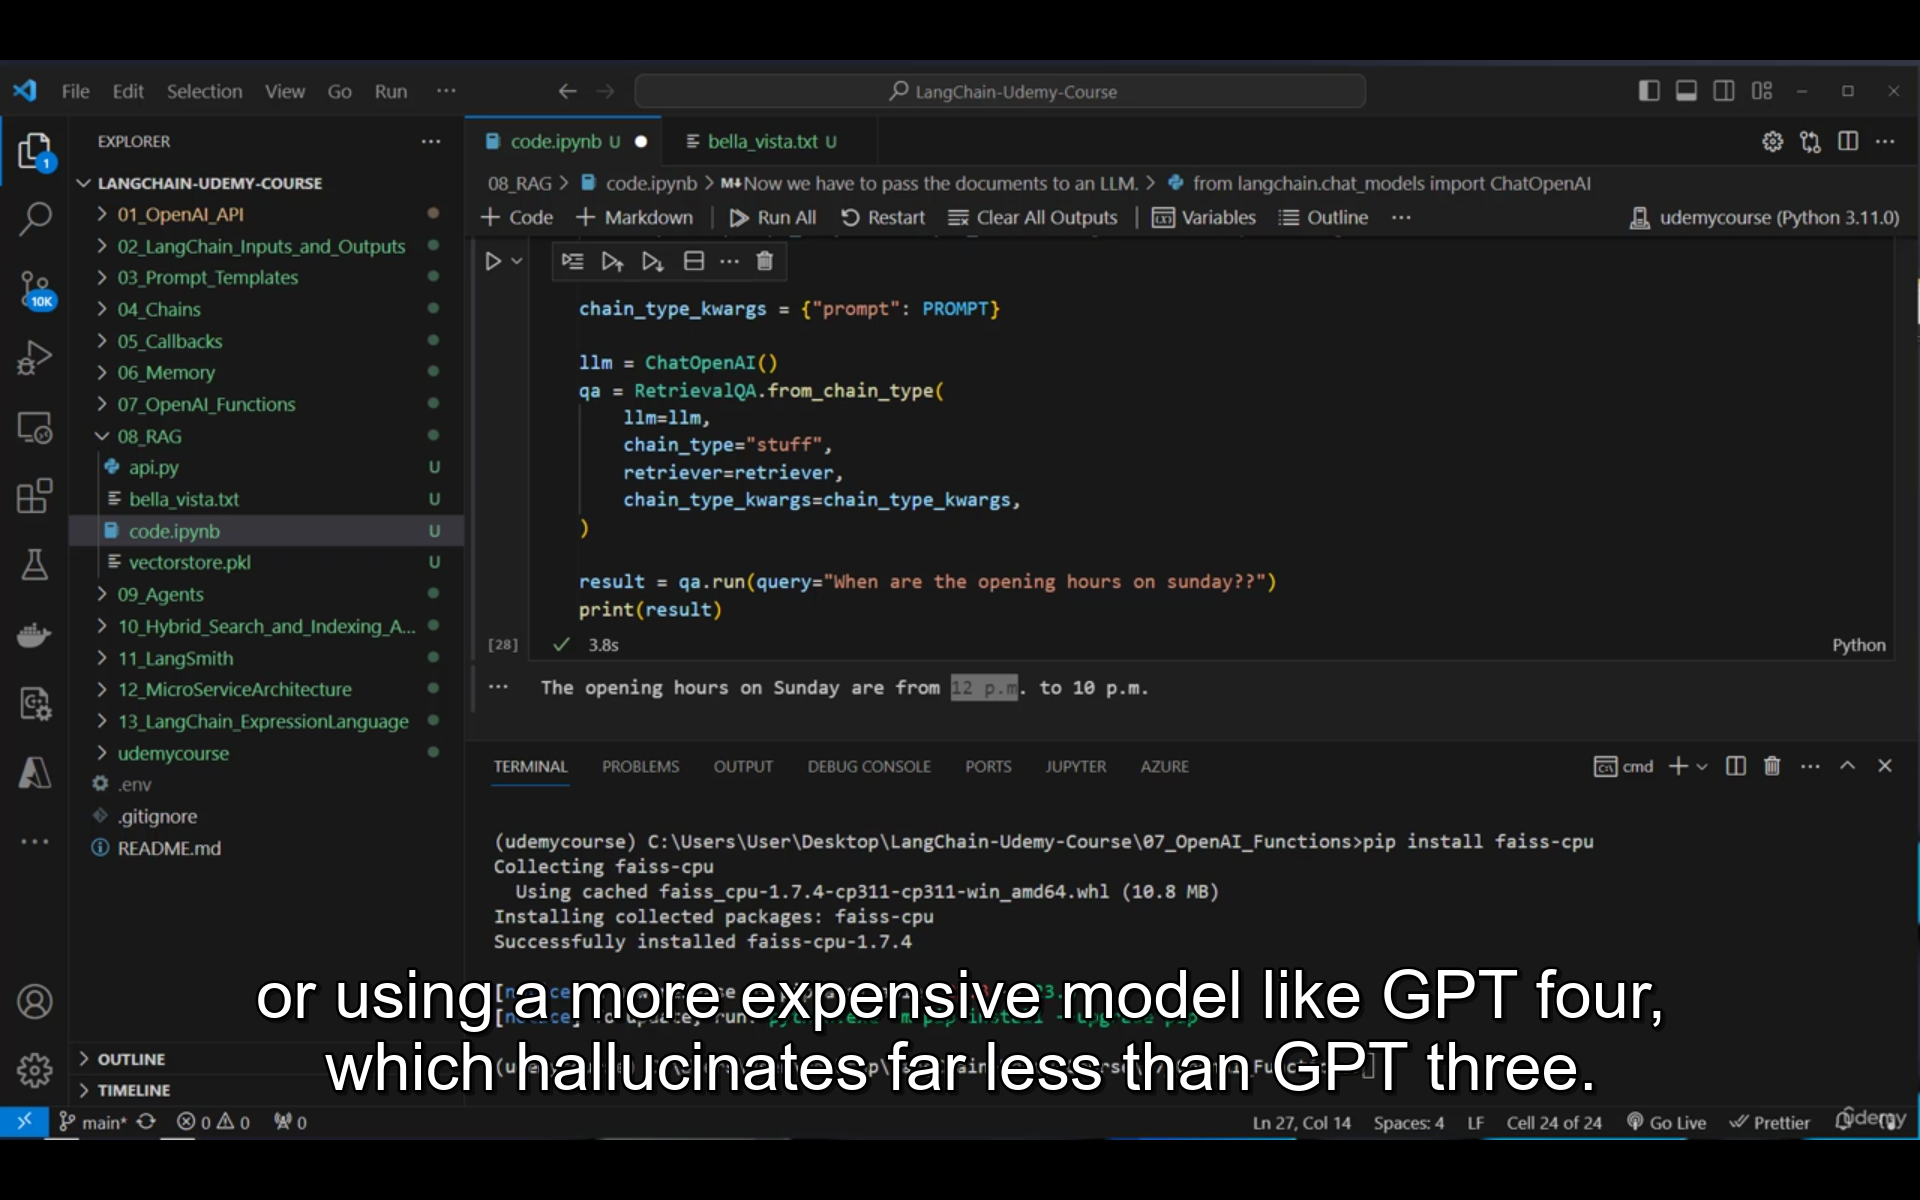 File Edit Selection View Go Run ··· LangChain-Udemy-Course
EXPLORER
LANGCHAIN-UDEMY-COURSE
01_OpenAI_API
02_LangChain_Inputs_and_Outputs
03_Prompt_Templates
04_Chains
05_Callbacks
06_Memory
07_OpenAI_Functions
08_RAG
api.py U
bella_vista.txt U
code.ipynb U
vectorstore.pkl U
09_Agents
10_Hybrid_Search_and_Indexing_A...
11_LangSmith
12_MicroServiceArchitecture
13_LangChain_ExpressionLanguage
udemycourse
.env
.gitignore
README.md
OUTLINE
TIMELINE
1
10K
code.ipynb U bella_vista.txt U
08_RAG > code.ipynb > M↓Now we have to pass the documents to an LLM. > from langchain.chat_models import ChatOpenAI
+ Code + Markdown | Run All Restart Clear All Outputs | Variables Outline ··· udemycourse (Python 3.11.0)
chain_type_kwargs = {"prompt": PROMPT}
llm = ChatOpenAI()
qa = RetrievalQA.from_chain_type(
llm=llm,
chain_type="stuff",
retriever=retriever,
chain_type_kwargs=chain_type_kwargs,
)
result = qa.run(query="When are the opening hours on sunday??")
print(result)
[28] ✓ 3.8s Python
The opening hours on Sunday are from 12 p.m. to 10 p.m.
TERMINAL PROBLEMS OUTPUT DEBUG CONSOLE PORTS JUPYTER AZURE cmd
(udemycourse) C:\Users\User\Desktop\LangChain-Udemy-Course\07_OpenAI_Functions>pip install faiss-cpu
Collecting faiss-cpu
Using cached faiss_cpu-1.7.4-cp311-cp311-win_amd64.whl (10.8 MB)
Installing collected packages: faiss-cpu
Successfully installed faiss-cpu-1.7.4
or using a more expensive model like GPT four,
which hallucinates far less than GPT three.
main* 0 0 0 Ln 27, Col 14 Spaces: 4 LF Cell 24 of 24 Go Live Prettier
udemy